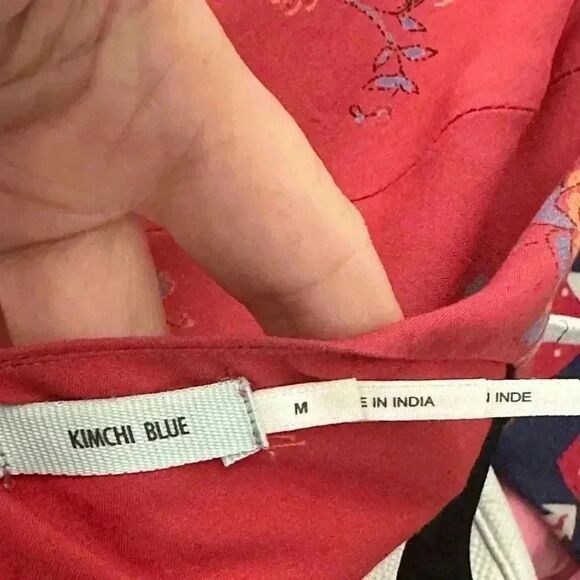 KIMCHI BLUE
M
E IN INDIA
N INDE